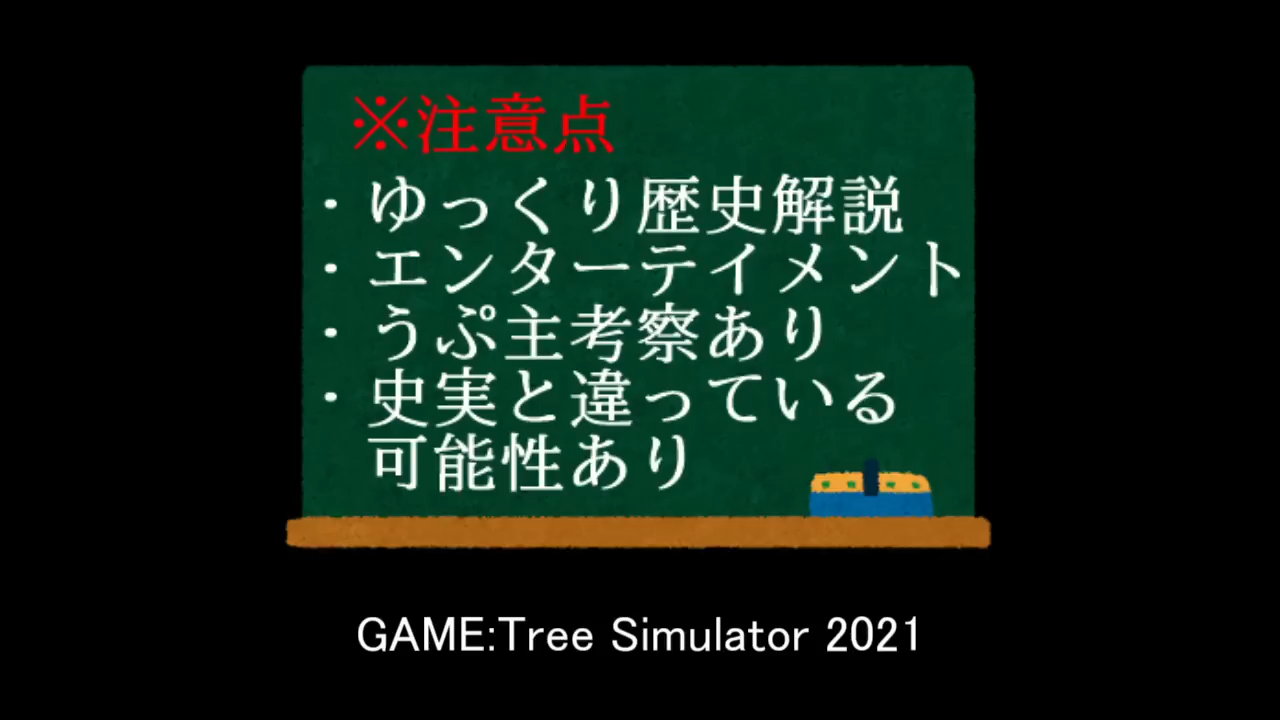 ※注意点
・ゆっくり歴史解説
・エンターテイメント
・うぷ主考察あり
・史実と違っている
可能性あり
GAME:Tree Simulator 2021